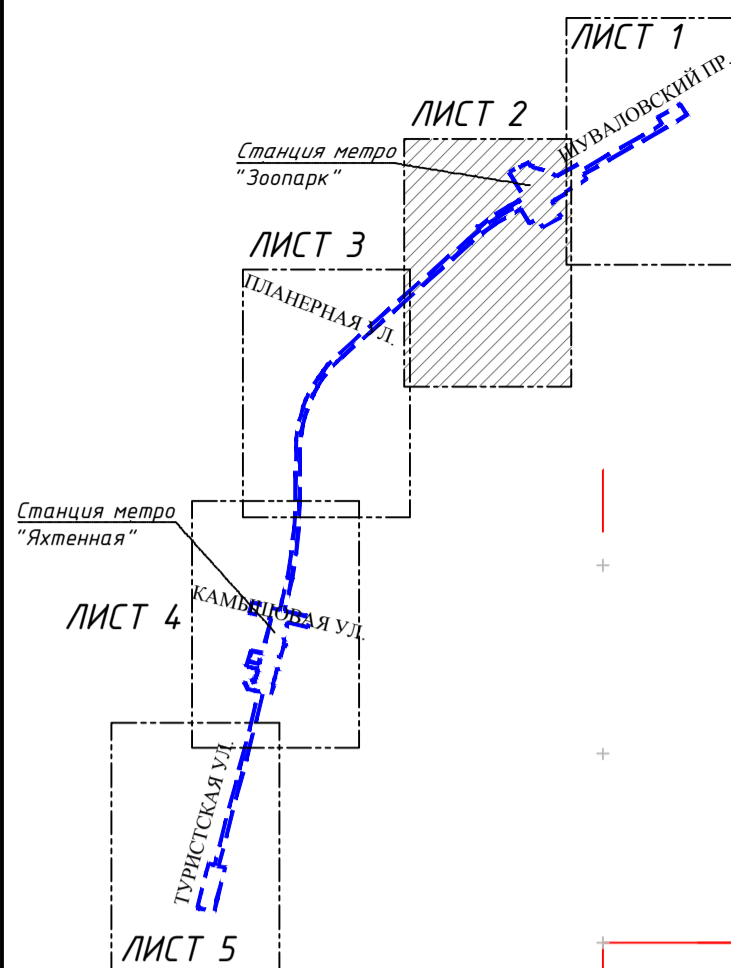 ЛИСТ 1
ШУВАЛОВСКИЙ ПР.
ЛИСТ 2
Станция метро
"Зоопарк"
ЛИСТ 3
ПЛАНЕРНАЯ УЛ.
Станция метро
"Яхтенная"
КАМЫШОВАЯ УЛ.
ЛИСТ 4
ТУРИСТСКАЯ УЛ.
ЛИСТ 5